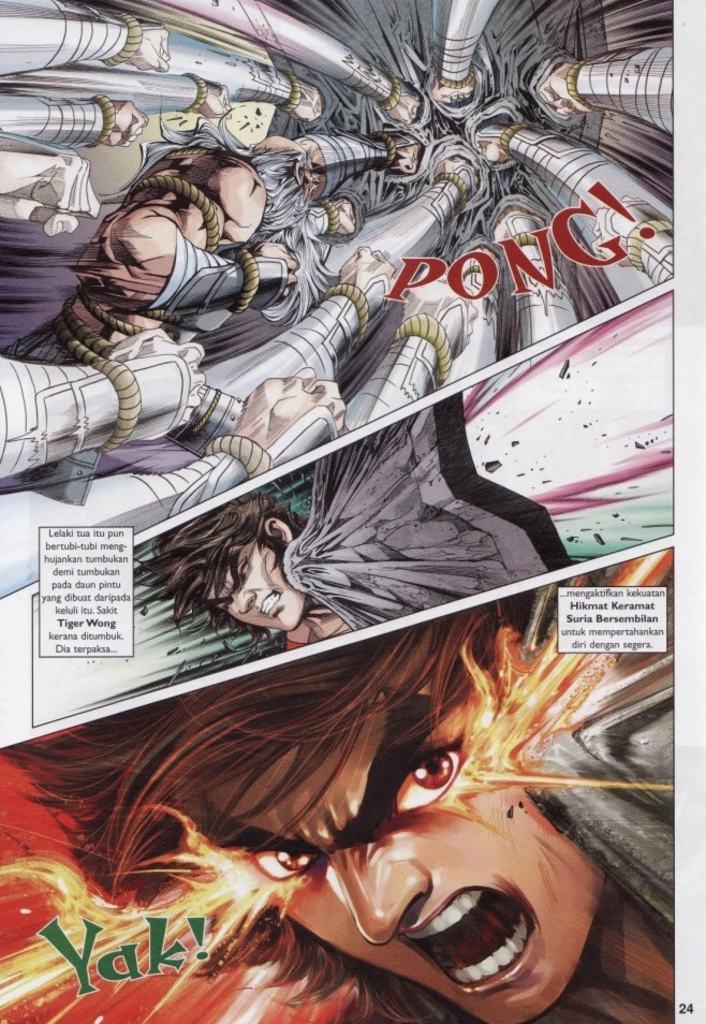 PONG!
Lelaki tua itu pun
bertubi-tubi meng-
hujankan tumbukan
demi tumbukan
pada daun pintu
yang dibuat daripada
keluli itu. Sakit
Tiger Wong
kerana ditumbuk.
Dia terpaksa...
...mengaktifkan kekuatan
Hikmat Keramat
Suria Bersembilan
untuk mempertahankan
diri dengan segera.
Yak!
24